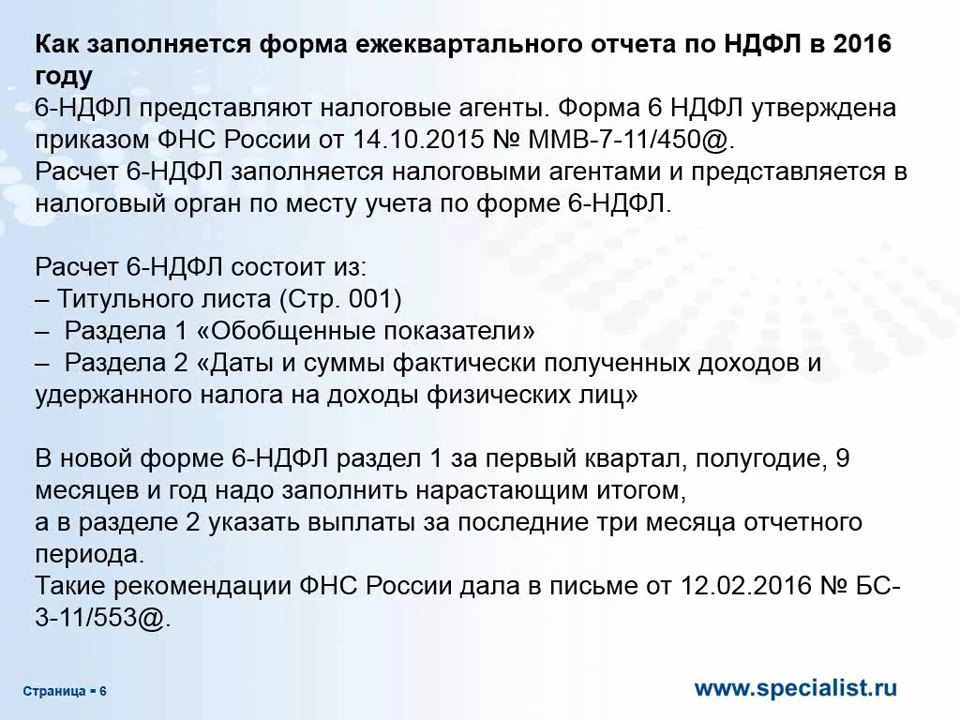 Как заполняется форма ежеквартального отчета по НДФЛ в 2016
году
6-НДФЛ представляют налоговые агенты. Форма 6 НДФЛ утверждена
приказом ФНС России от 14.10.2015 № ММВ-7-11/450@.
Расчет 6-НДФЛ заполняется налоговыми агентами и представляется в
налоговый орган по месту учета по форме 6-НДФЛ.
Расчет 6-НДФЛ состоит из:
– Титульного листа (Стр. 001)
– Раздела 1 «Обобщенные показатели»
– Раздела 2 «Даты и суммы фактически полученных доходов и
удержанного налога на доходы физических лиц»
В новой форме 6-НДФЛ раздел 1 за первый квартал, полугодие, 9
месяцев и год надо заполнить нарастающим итогом,
а в разделе 2 указать выплаты за последние три месяца отчетного
периода.
Такие рекомендации ФНС России дала в письме от 12.02.2016 № БС-
3-11/553@.
Страница ▪ 6
www.specialist.ru